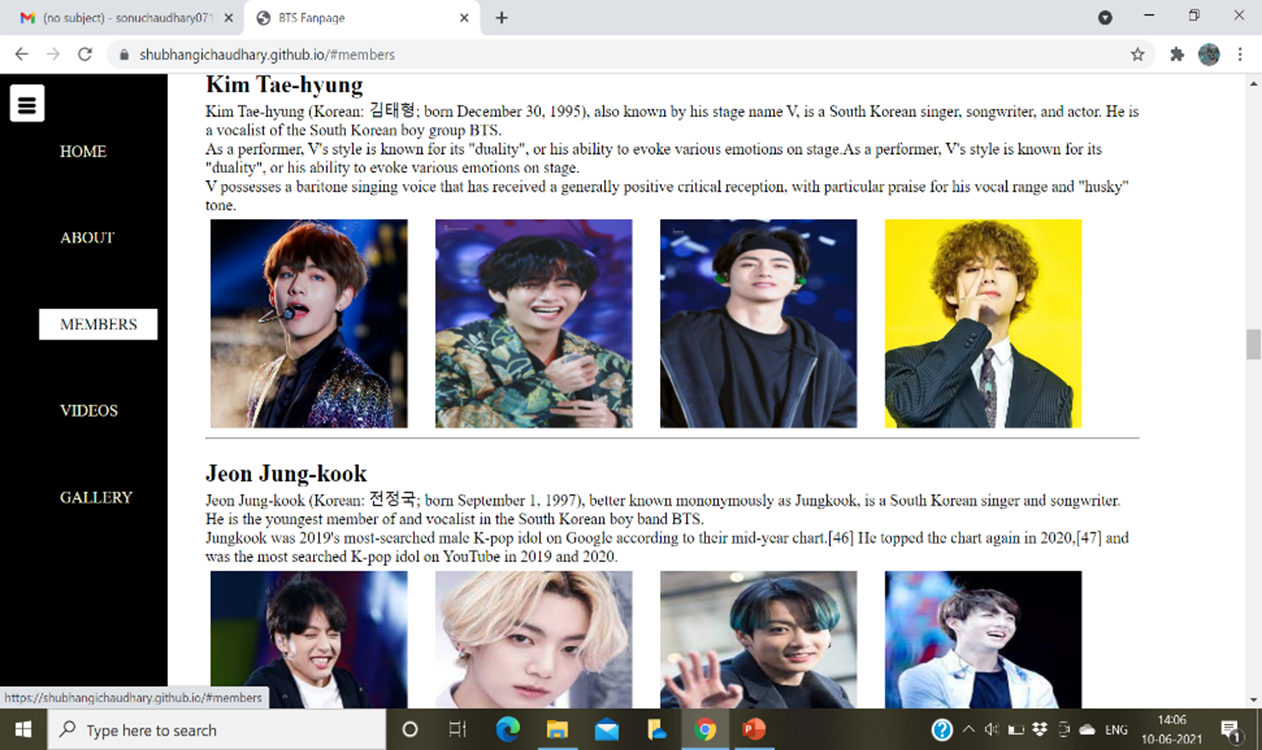 (no subject) - sonuchaudhary071
BTS Fanpage
shubhangichaudhary.github.io/#members
HOME
ABOUT
MEMBERS
VIDEOS
GALLERY
Kim Tae-hyung
Kim Tae-hyung (Korean: 김태형; born December 30, 1995), also known by his stage name V, is a South Korean singer, songwriter, and actor. He is
a vocalist of the South Korean boy group BTS.
As a performer, V's style is known for its "duality", or his ability to evoke various emotions on stage.As a performer, V's style is known for its
"duality", or his ability to evoke various emotions on stage.
V possesses a baritone singing voice that has received a generally positive critical reception, with particular praise for his vocal range and "husky"
tone.
Jeon Jung-kook
Jeon Jung-kook (Korean: 전정국; born September 1, 1997), better known mononymously as Jungkook, is a South Korean singer and songwriter.
He is the youngest member of and vocalist in the South Korean boy band BTS.
Jungkook was 2019's most-searched male K-pop idol on Google according to their mid-year chart.[46] He topped the chart again in 2020,[47] and
was the most searched K-pop idol on YouTube in 2019 and 2020.
https://shubhangichaudhary.github.io/#members
Type here to search
ENG
14:06
10-06-2021
1